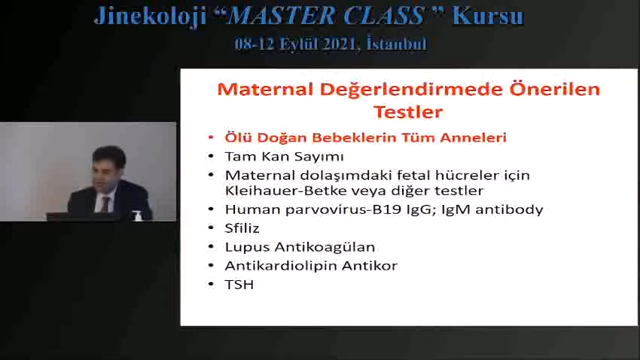 Jinekoloji “MASTER CLASS ” Kursu
08-12 Eylül 2021, İstanbul
Maternal Değerlendirmede Önerilen
Testler
• Ölü Doğan Bebeklerin Tüm Anneleri
• Tam Kan Sayımı
• Maternal dolaşımdaki fetal hücreler için
Kleihauer-Betke veya diğer testler
• Human parvovirus-B19 IgG; IgM antibody
• Sfiliz
• Lupus Antikoagülan
• Antikardiolipin Antikor
• TSH